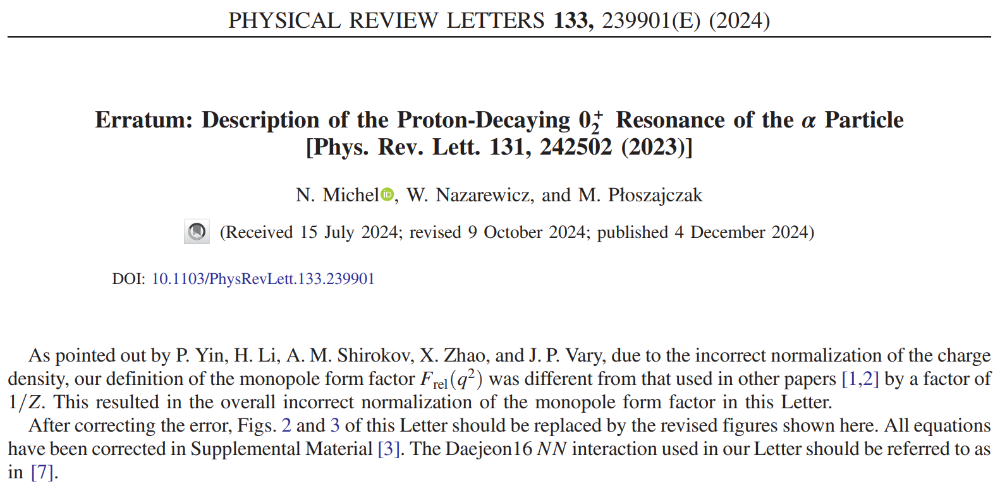 PHYSICAL REVIEW LETTERS 133, 239901(E) (2024)
Erratum: Description of the Proton-Decaying 0₂⁺ Resonance of the α Particle
[Phys. Rev. Lett. 131, 242502 (2023)]
N. Michel iD, W. Nazarewicz, and M. Płoszajczak
(Received 15 July 2024; revised 9 October 2024; published 4 December 2024)
DOI: 10.1103/PhysRevLett.133.239901
As pointed out by P. Yin, H. Li, A. M. Shirokov, X. Zhao, and J. P. Vary, due to the incorrect normalization of the charge
density, our definition of the monopole form factor F_rel(q²) was different from that used in other papers [1,2] by a factor of
1/Z. This resulted in the overall incorrect normalization of the monopole form factor in this Letter.
After correcting the error, Figs. 2 and 3 of this Letter should be replaced by the revised figures shown here. All equations
have been corrected in Supplemental Material [3]. The Daejeon16 NN interaction used in our Letter should be referred to as
in [7].